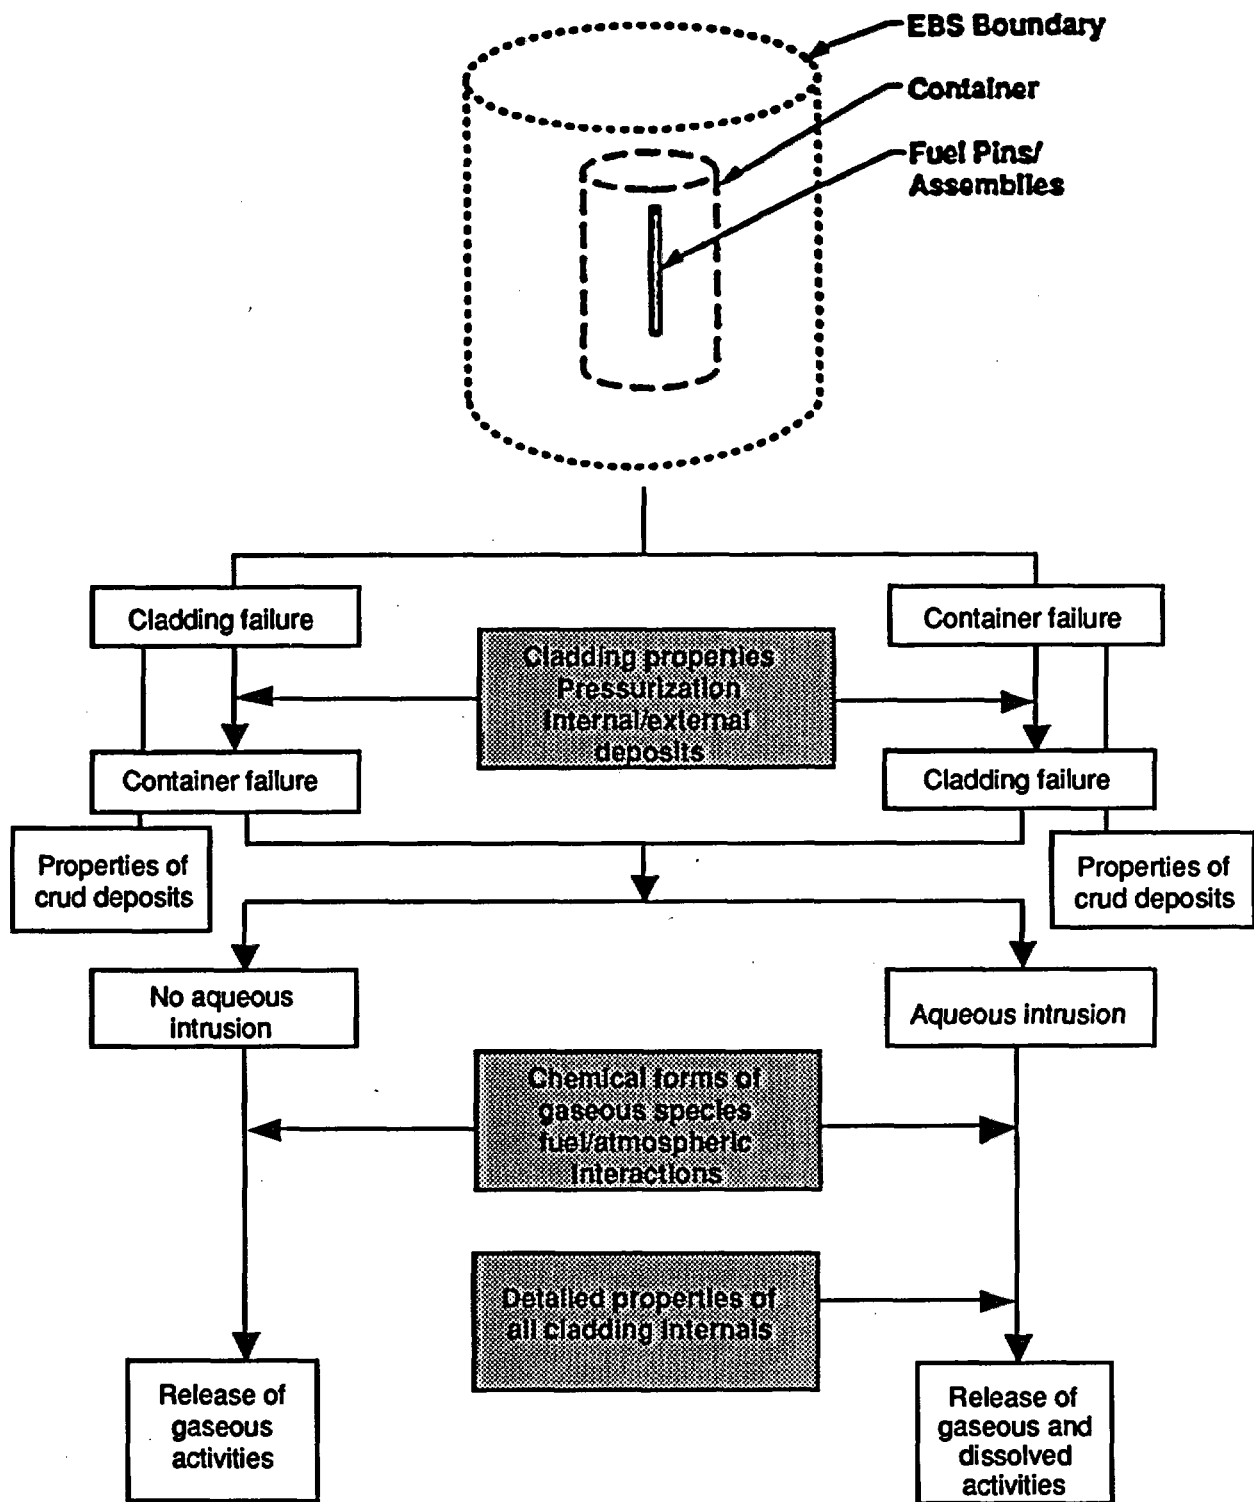 EBS Boundary
Container
Fuel Pins/
Assemblies
Cladding failure
Container failure
Cladding properties
Pressurization
Internal/external
deposits
Container failure
Cladding failure
Properties of
crud deposits
Properties of
crud deposits
No aqueous
intrusion
Aqueous intrusion
Chemical forms of
gaseous species
fuel/atmospheric
interactions
Detailed properties of
all cladding internals
Release of
gaseous
activities
Release of
gaseous and
dissolved
activities